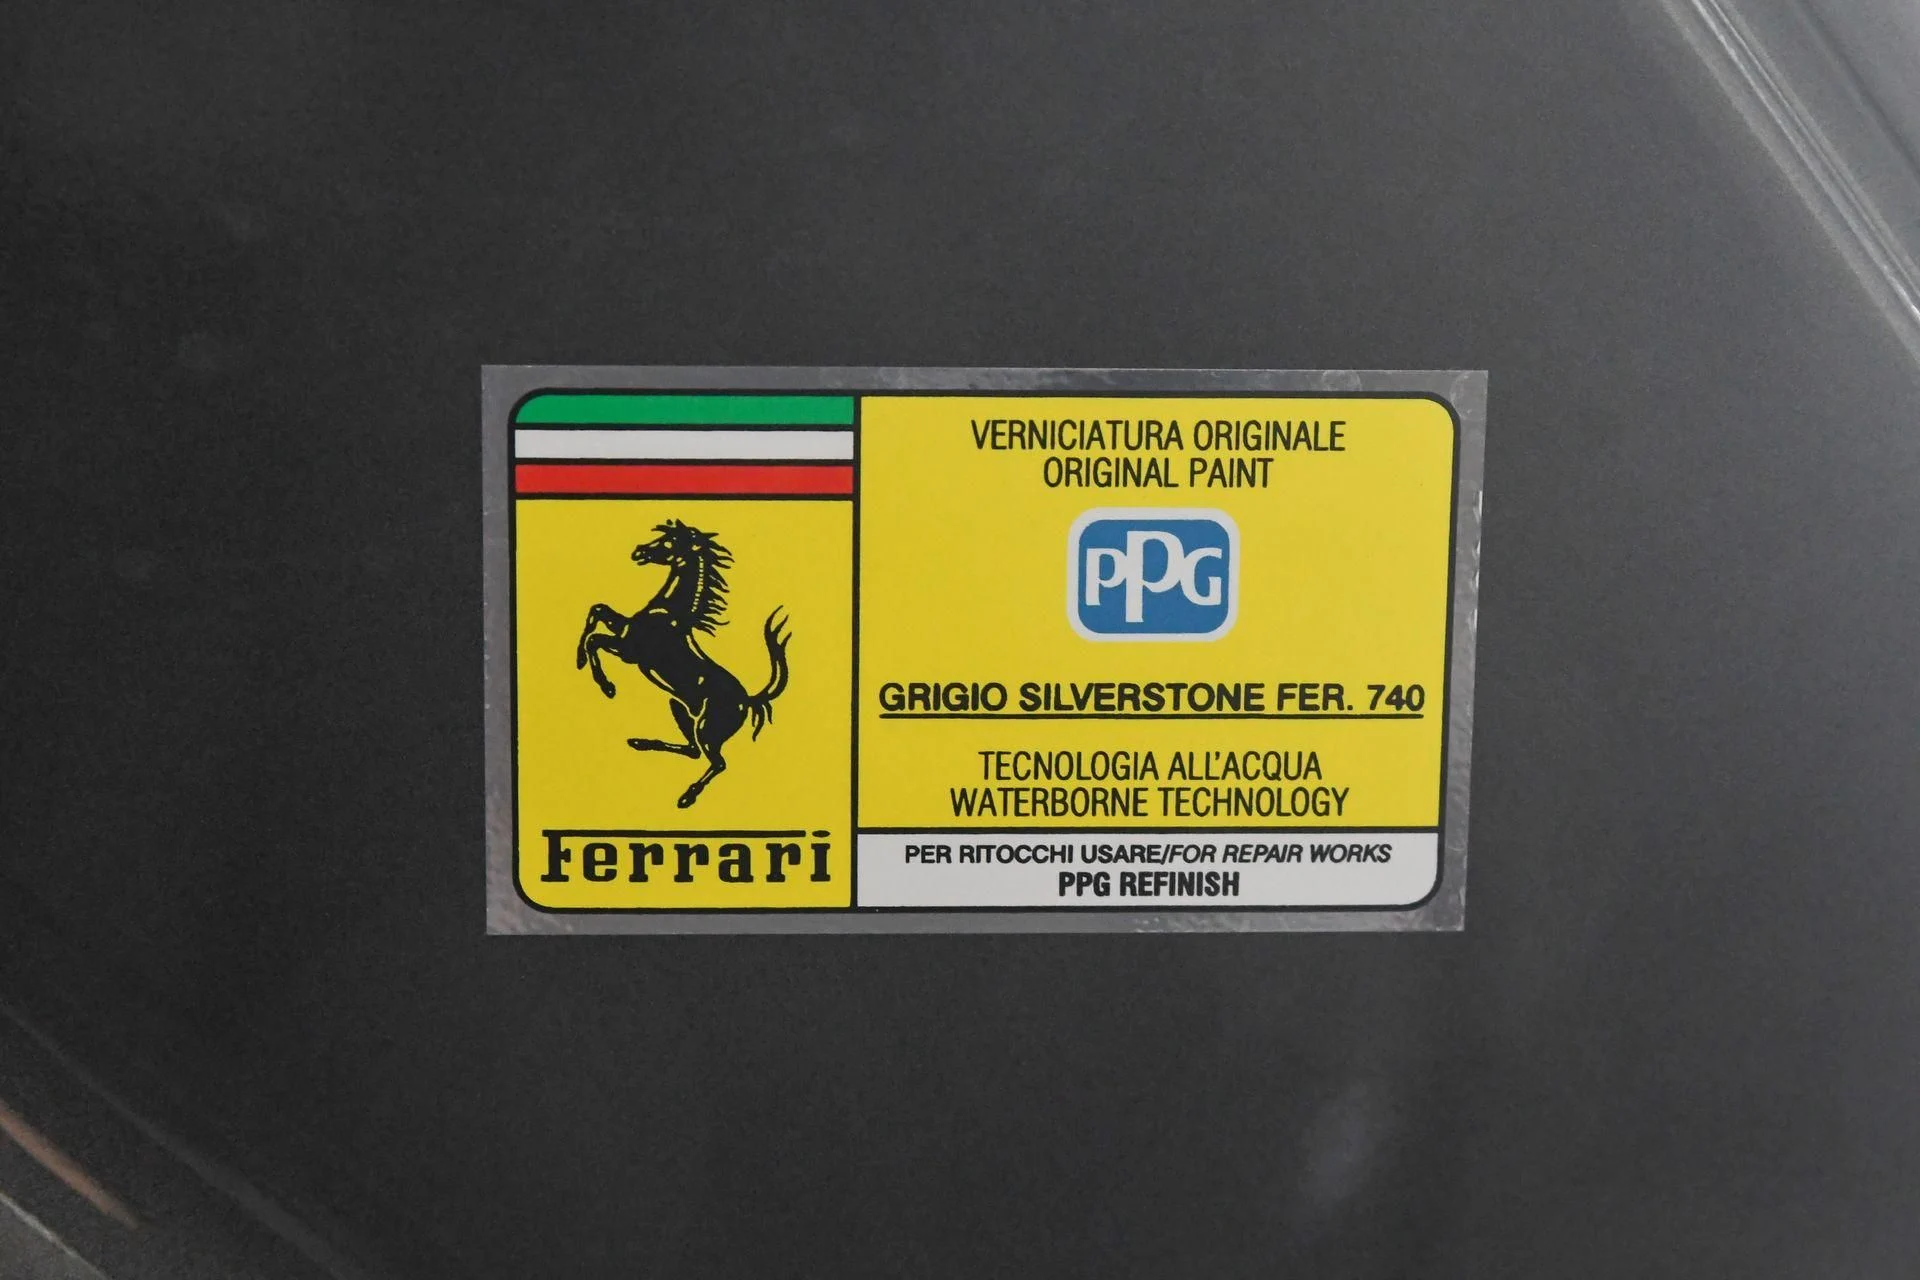 Ferrari
VERNICIATURA ORIGINALE
ORIGINAL PAINT
PPG
GRIGIO SILVERSTONE FER. 740
TECNOLOGIA ALL'ACQUA
WATERBORNE TECHNOLOGY
PER RITOCCHI USARE/FOR REPAIR WORKS
PPG REFINISH